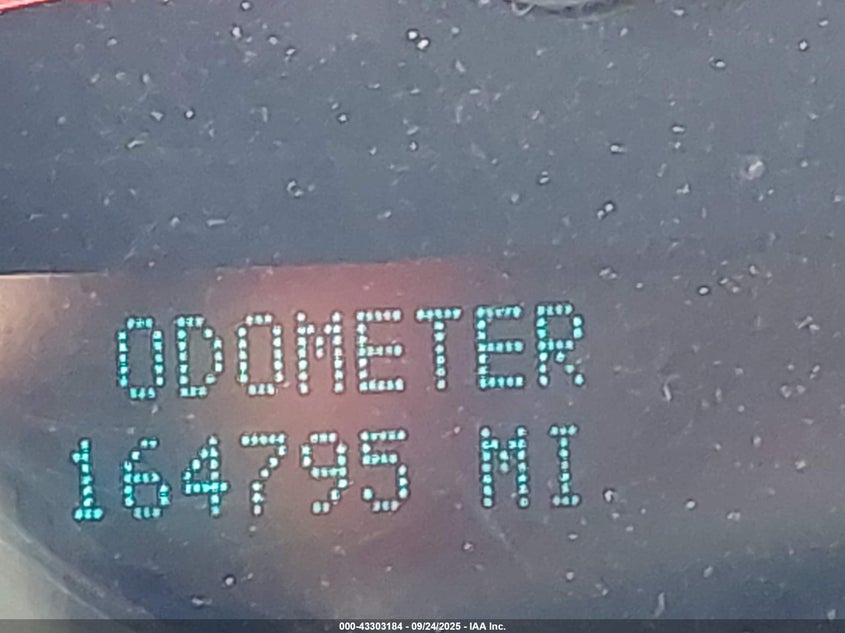 ODOMETER
164795 MI
000-43303184 - 09/24/2025 - IAA Inc.